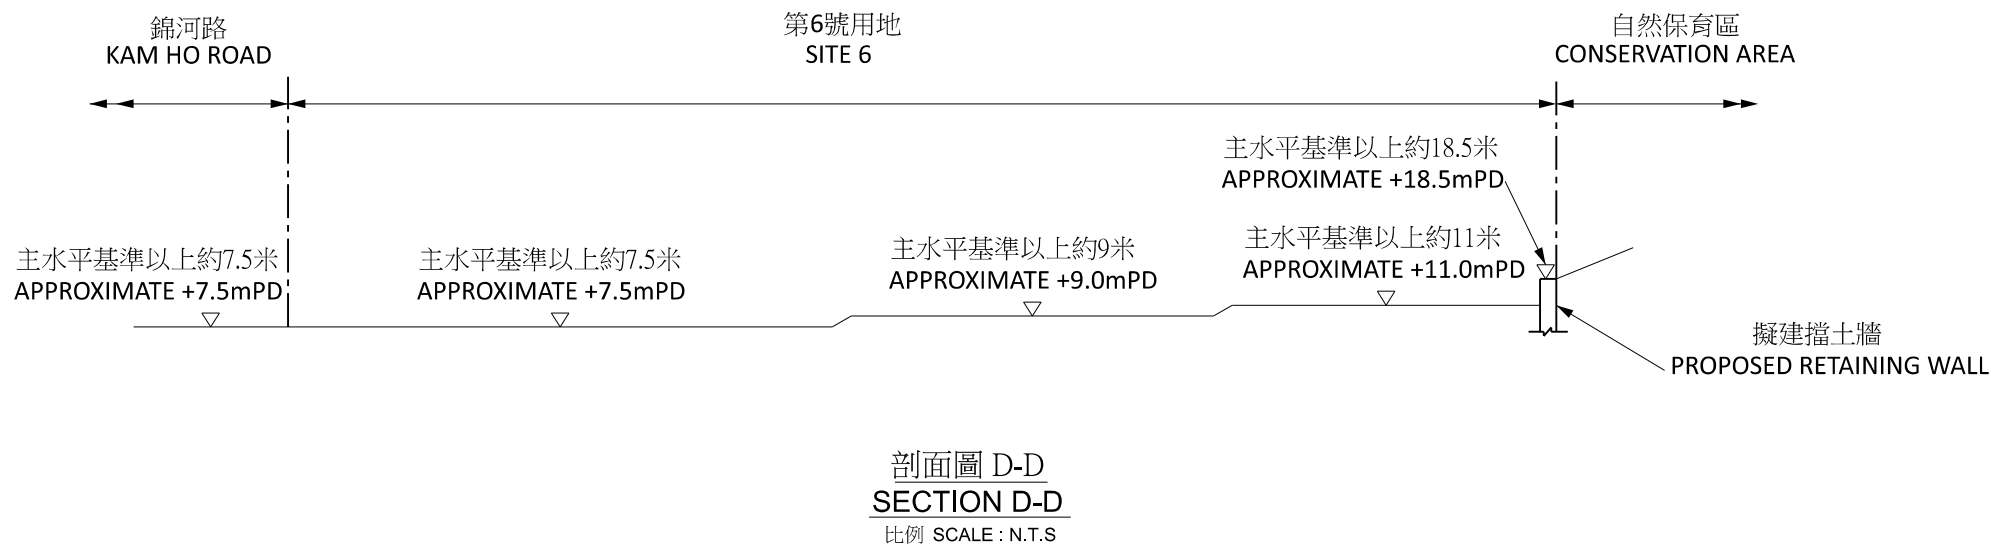 錦河路
KAM HO ROAD
第6號用地
SITE 6
自然保育區
CONSERVATION AREA
主水平基準以上約18.5米
APPROXIMATE +18.5mPD
主水平基準以上約7.5米
APPROXIMATE +7.5mPD
主水平基準以上約7.5米
APPROXIMATE +7.5mPD
主水平基準以上約9米
APPROXIMATE +9.0mPD
主水平基準以上約11米
APPROXIMATE +11.0mPD
擬建擋土牆
PROPOSED RETAINING WALL
剖面圖 D-D
SECTION D-D
比例 SCALE : N.T.S